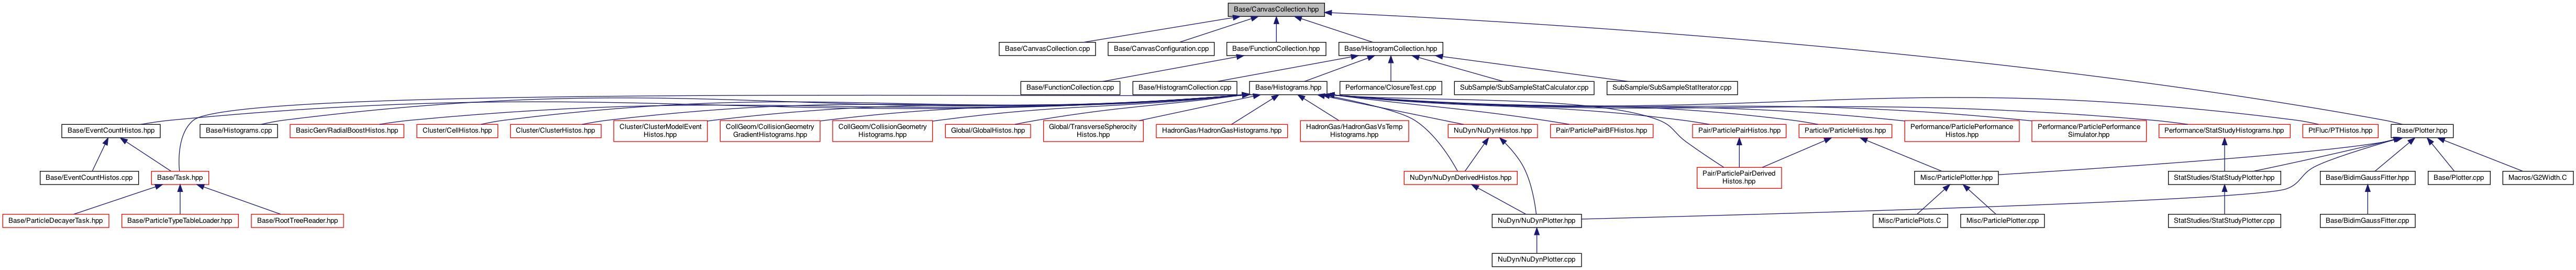 Base/CanvasCollection.hpp
Base/CanvasCollection.cpp
Base/CanvasConfiguration.cpp
Base/FunctionCollection.hpp
Base/HistogramCollection.hpp
Base/FunctionCollection.cpp
Base/HistogramCollection.cpp
Base/Histograms.hpp
Performance/ClosureTest.cpp
SubSample/SubSampleStatCalculator.cpp
SubSample/SubSampleStatIterator.cpp
Base/EventCountHistos.hpp
Base/Histograms.cpp
BasicGen/RadialBoostHistos.hpp
Cluster/CellHistos.hpp
Cluster/ClusterHistos.hpp
Cluster/ClusterModelEvent
Histos.hpp
CollGeom/CollisionGeometry
GradientHistograms.hpp
CollGeom/CollisionGeometry
Histograms.hpp
Global/GlobalHistos.hpp
Global/TransverseSpherocity
Histos.hpp
HadronGas/HadronGasHistograms.hpp
HadronGas/HadronGasVsTemp
Histograms.hpp
NuDyn/NuDynHistos.hpp
Pair/ParticlePairBFHistos.hpp
Pair/ParticlePairHistos.hpp
Particle/ParticleHistos.hpp
Performance/ParticlePerformance
Histos.hpp
Performance/ParticlePerformance
Simulator.hpp
Performance/StatStudyHistograms.hpp
PtFluc/PTHistos.hpp
Base/Plotter.hpp
Base/EventCountHistos.cpp
Base/Task.hpp
NuDyn/NuDynDerivedHistos.hpp
Pair/ParticlePairDerived
Histos.hpp
Misc/ParticlePlotter.hpp
StatStudies/StatStudyPlotter.hpp
Base/BidimGaussFitter.hpp
Base/Plotter.cpp
Macros/G2Width.C
Base/ParticleDecayerTask.hpp
Base/ParticleTypeTableLoader.hpp
Base/RootTreeReader.hpp
NuDyn/NuDynPlotter.hpp
Misc/ParticlePlots.C
Misc/ParticlePlotter.cpp
StatStudies/StatStudyPlotter.cpp
Base/BidimGaussFitter.cpp
NuDyn/NuDynPlotter.cpp